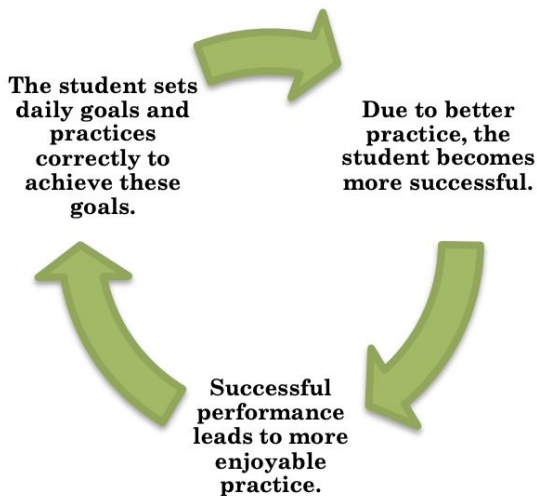 The student sets
daily goals and
practices
correctly to
achieve these
goals.
Due to better
practice, the
student becomes
more successful.
Successful
performance
leads to more
enjoyable
practice.